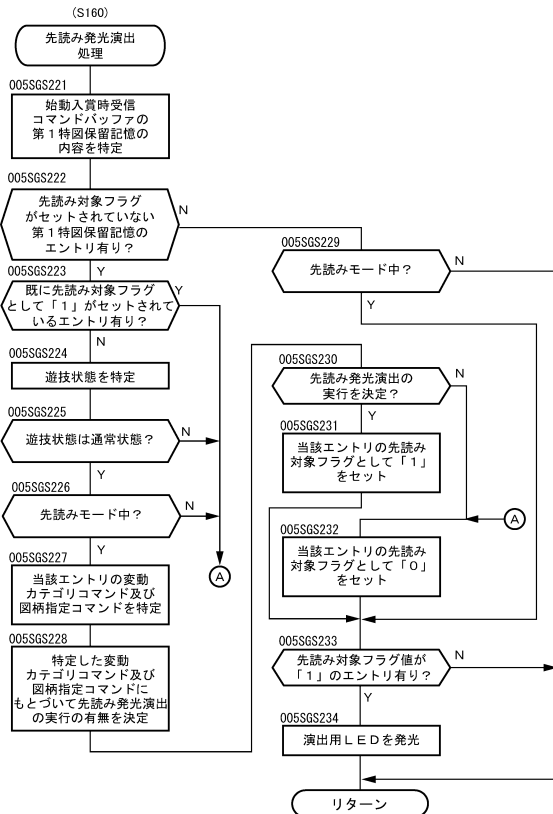 (S160)
先読み発光演出
処理
005SGS221
始動入賞時受信
コマンドバッファの
第１特図保留記憶の
内容を特定
005SGS222
先読み対象フラグ
がセットされていない
第１特図保留記憶の
エントリ有り？
N
Y
005SGS223
既に先読み対象フラグ
として「１」がセットされて
いるエントリ有り？
Y
N
005SGS224
遊技状態を特定
005SGS225
遊技状態は通常状態？
N
Y
005SGS226
先読みモード中？
N
Y
005SGS227
当該エントリの変動
カテゴリコマンド及び
図柄指定コマンドを特定
A
005SGS228
特定した変動
カテゴリコマンド及び
図柄指定コマンドに
もとづいて先読み発光演出
の実行の有無を決定
005SGS229
先読みモード中？
N
Y
005SGS230
先読み発光演出の
実行を決定？
N
Y
005SGS231
当該エントリの先読み
対象フラグとして「１」
をセット
A
005SGS232
当該エントリの先読み
対象フラグとして「０」
をセット
005SGS233
先読み対象フラグ値が
「１」のエントリ有り？
N
Y
005SGS234
演出用ＬＥＤを発光
リターン